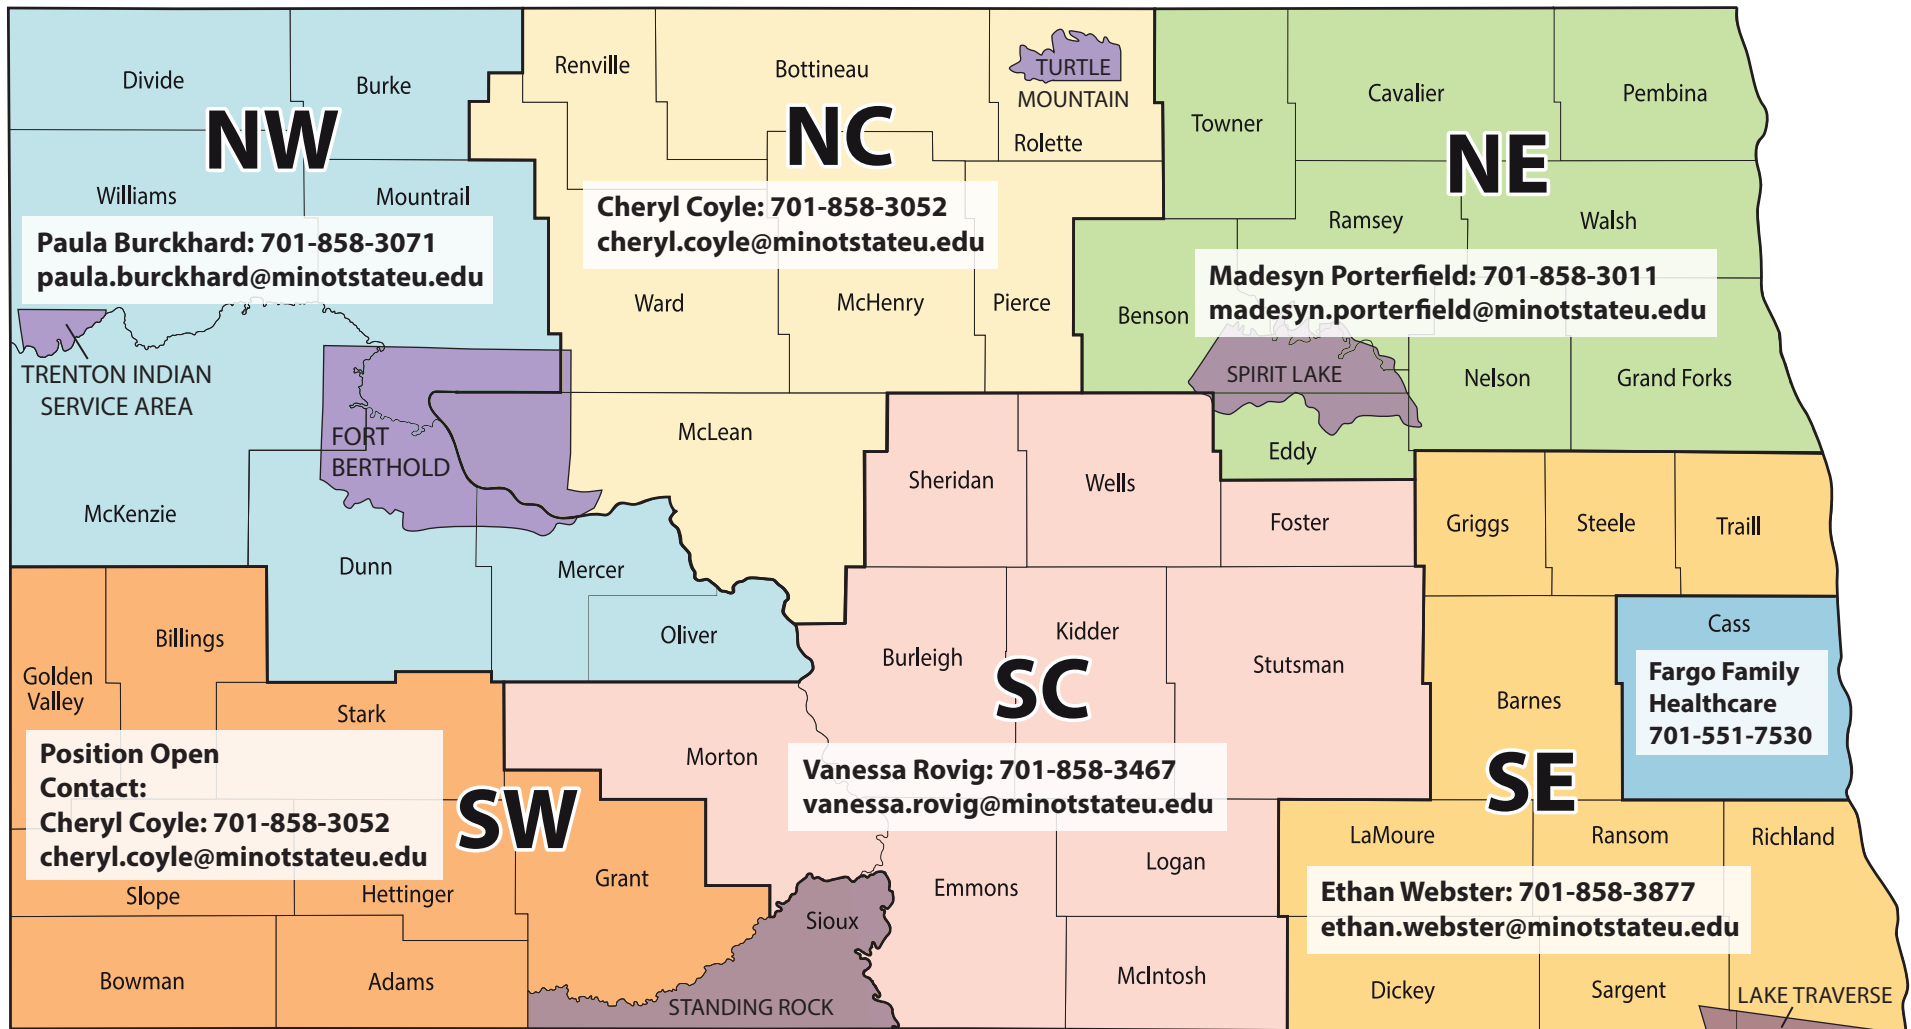 Divide
Burke
NW
Williams
Mountrail
Paula Burckhard: 701-858-3071
paula.burckhard@minotstateu.edu
TRENTON INDIAN
SERVICE AREA
FORT
BERTHOLD
McKenzie
Dunn
Mercer
Oliver
Renville
Bottineau
TURTLE
MOUNTAIN
Rolette
NC
Cheryl Coyle: 701-858-3052
cheryl.coyle@minotstateu.edu
Ward
McHenry
Pierce
McLean
Towner
Cavalier
Pembina
NE
Ramsey
Walsh
Madesyn Porterfield: 701-858-3011
madesyn.porterfield@minotstateu.edu
Benson
SPIRIT LAKE
Nelson
Grand Forks
Eddy
Golden
Valley
Billings
Stark
Position Open
Contact:
Cheryl Coyle: 701-858-3052
cheryl.coyle@minotstateu.edu
SW
Slope
Hettinger
Grant
Bowman
Adams
Sioux
STANDING ROCK
Sheridan
Wells
Foster
Burleigh
Kidder
Stutsman
SC
Morton
Vanessa Rovig: 701-858-3467
vanessa.rovig@minotstateu.edu
Emmons
Logan
McIntosh
Griggs
Steele
Traill
Cass
Fargo Family
Healthcare
701-551-7530
Barnes
SE
LaMoure
Ransom
Richland
Ethan Webster: 701-858-3877
ethan.webster@minotstateu.edu
Dickey
Sargent
LAKE TRAVERSE